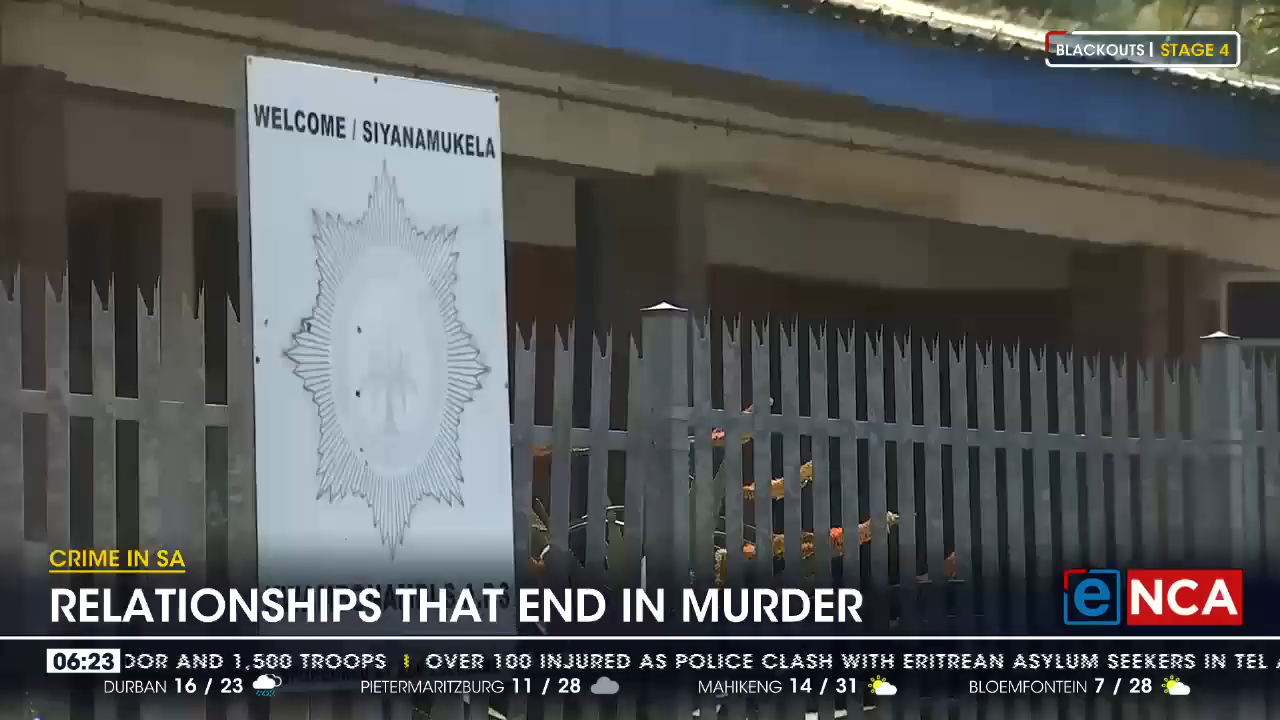 BLACKOUTS | STAGE 4
WELCOME / SIYANAMUKELA
CRIME IN SA
RELATIONSHIPS THAT END IN MURDER
eNCA
06:23 DOR AND 1,500 TROOPS OVER 100 INJURED AS POLICE CLASH WITH ERITREAN ASYLUM SEEKERS IN TEL
DURBAN 16 / 23 PIETERMARITZBURG 11 / 28 MAHIKENG 14 / 31 BLOEMFONTEIN 7 / 28